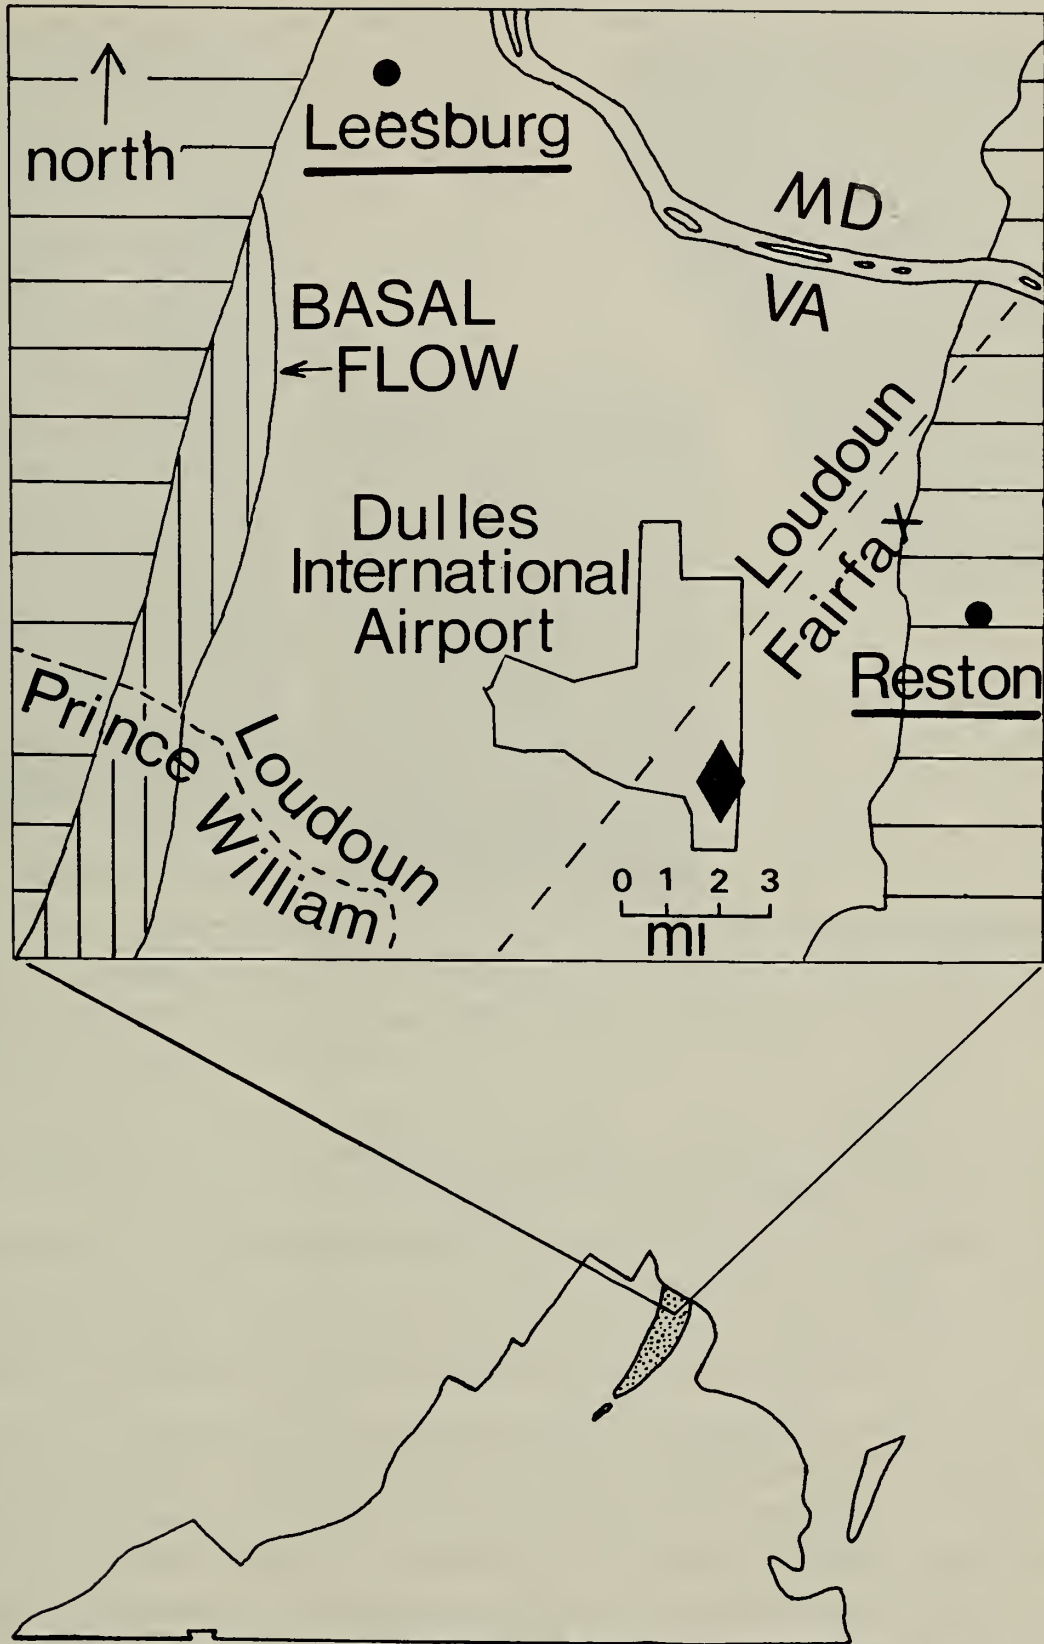 north
Leesburg
MD
VA
BASAL
FLOW
Loudoun
Fairfax
Dulles
International
Airport
Reston
Prince William
Loudoun
0 1 2 3
mi